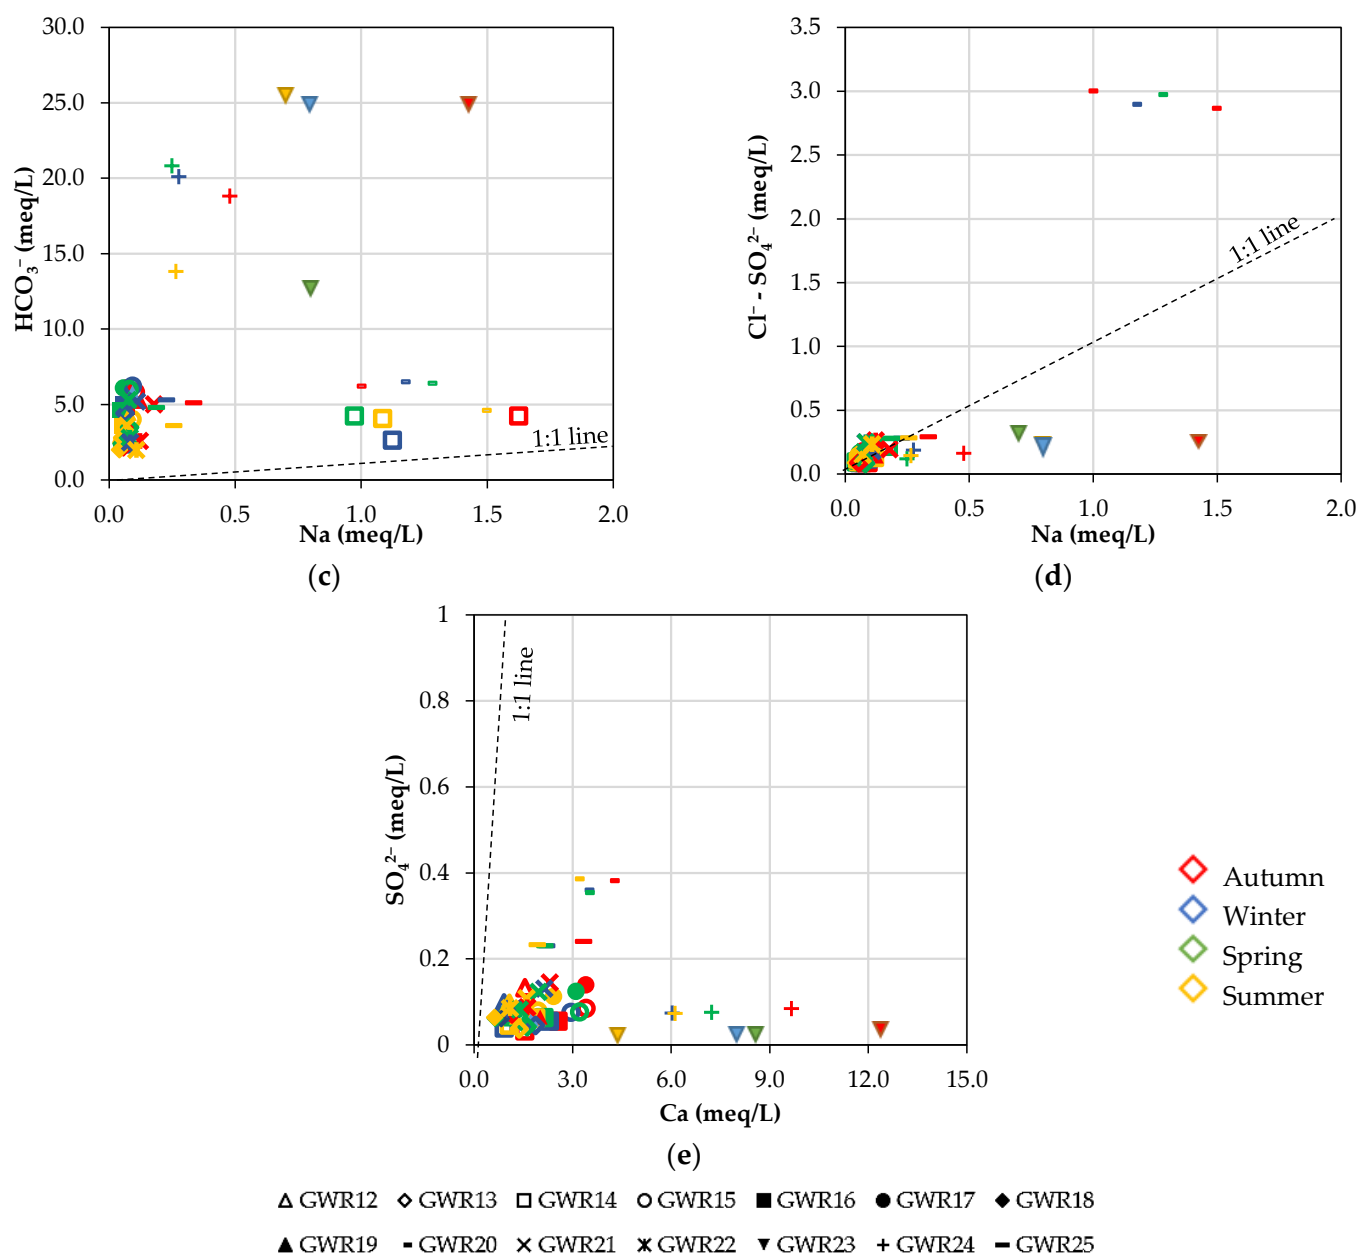 30.0
25.0
20.0
15.0
10.0
5.0
0.0
HCO₃⁻ (meq/L)
1:1 line
0.0 0.5 1.0 1.5 2.0
Na (meq/L)
(c)
3.5
3.0
2.5
2.0
1.5
1.0
0.5
0.0
Cl⁻ - SO₄²⁻ (meq/L)
1:1 line
0.0 0.5 1.0 1.5 2.0
Na (meq/L)
(d)
1
0.8
0.6
0.4
0.2
0
SO₄²⁻ (meq/L)
1:1 line
0.0 3.0 6.0 9.0 12.0 15.0
Ca (meq/L)
(e)
Autumn
Winter
Spring
Summer
GWR12 GWR13 GWR14 GWR15 GWR16 GWR17 GWR18
GWR19 GWR20 GWR21 GWR22 GWR23 GWR24 GWR25